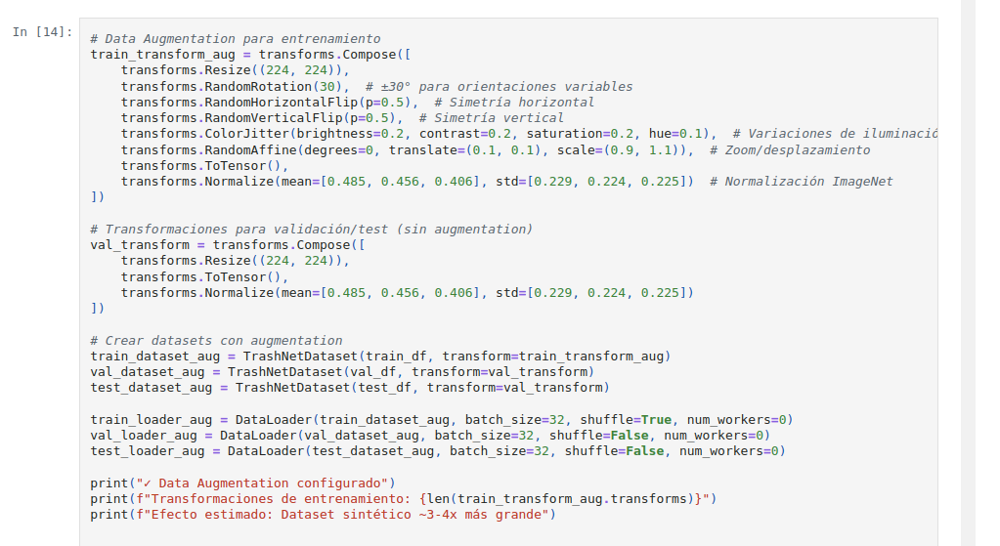 In [14]:
# Data Augmentation para entrenamiento
train_transform_aug = transforms.Compose([
    transforms.Resize((224, 224)),
    transforms.RandomRotation(30),  # ±30° para orientaciones variables
    transforms.RandomHorizontalFlip(p=0.5),  # Simetría horizontal
    transforms.RandomVerticalFlip(p=0.5),  # Simetría vertical
    transforms.ColorJitter(brightness=0.2, contrast=0.2, saturation=0.2, hue=0.1),  # Variaciones de iluminació
    transforms.RandomAffine(degrees=0, translate=(0.1, 0.1), scale=(0.9, 1.1)),  # Zoom/desplazamiento
    transforms.ToTensor(),
    transforms.Normalize(mean=[0.485, 0.456, 0.406], std=[0.229, 0.224, 0.225])  # Normalización ImageNet
])

# Transformaciones para validación/test (sin augmentation)
val_transform = transforms.Compose([
    transforms.Resize((224, 224)),
    transforms.ToTensor(),
    transforms.Normalize(mean=[0.485, 0.456, 0.406], std=[0.229, 0.224, 0.225])
])

# Crear datasets con augmentation
train_dataset_aug = TrashNetDataset(train_df, transform=train_transform_aug)
val_dataset_aug = TrashNetDataset(val_df, transform=val_transform)
test_dataset_aug = TrashNetDataset(test_df, transform=val_transform)

train_loader_aug = DataLoader(train_dataset_aug, batch_size=32, shuffle=True, num_workers=0)
val_loader_aug = DataLoader(val_dataset_aug, batch_size=32, shuffle=False, num_workers=0)
test_loader_aug = DataLoader(test_dataset_aug, batch_size=32, shuffle=False, num_workers=0)

print("✓ Data Augmentation configurado")
print(f"Transformaciones de entrenamiento: {len(train_transform_aug.transforms)}")
print(f"Efecto estimado: Dataset sintético ~3-4x más grande")